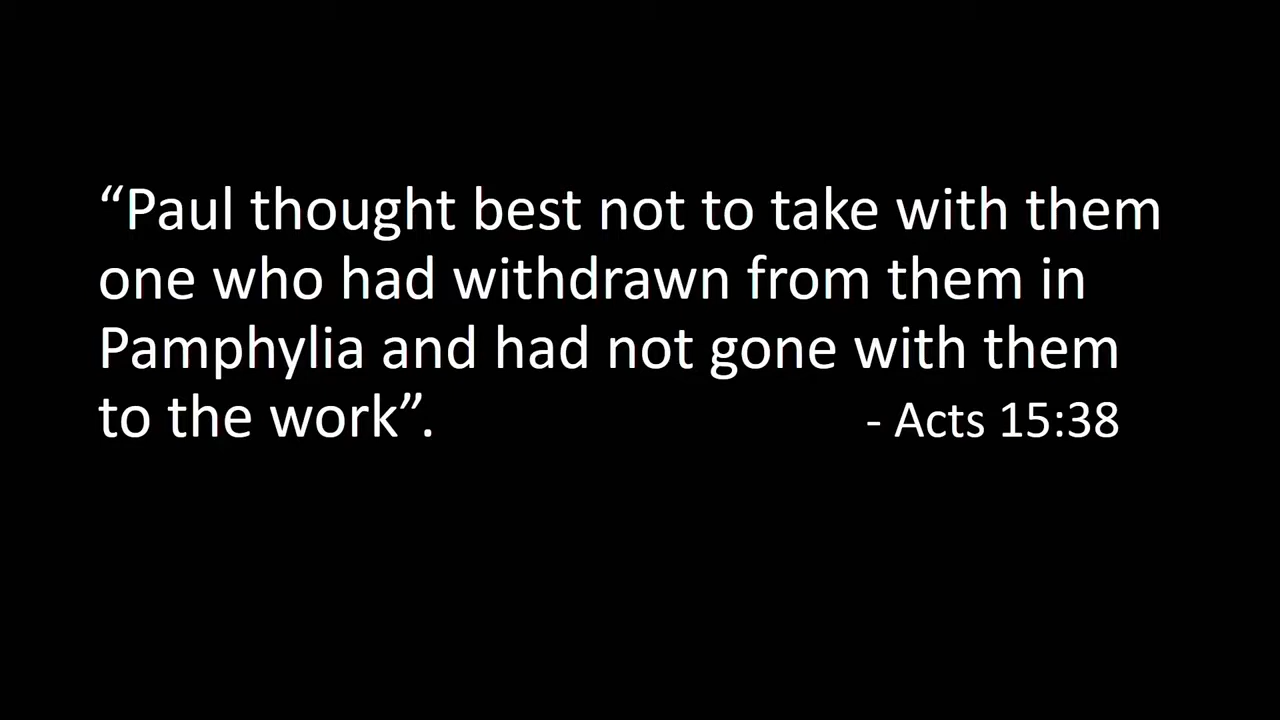 “Paul thought best not to take with them
one who had withdrawn from them in
Pamphylia and had not gone with them
to the work”. - Acts 15:38